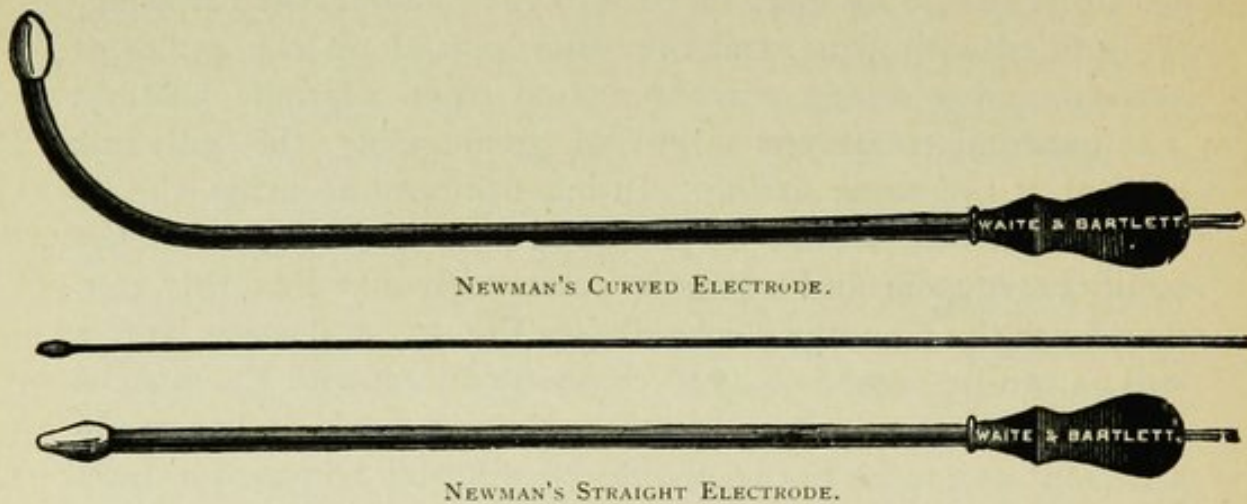 WAITE & BARTLETT.
NEWMAN'S CURVED ELECTRODE.
WAITE & BARTLETT.
NEWMAN'S STRAIGHT ELECTRODE.